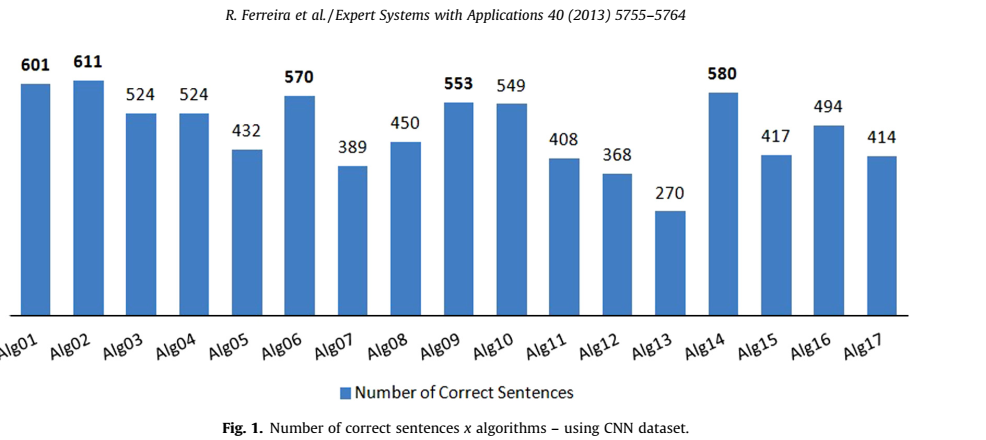 R. Ferreira et al. / Expert Systems with Applications 40 (2013) 5755–5764
601
611
524
524
432
570
389
450
553
549
408
368
270
580
417
494
414
Alg01
Alg02
Alg03
Alg04
Alg05
Alg06
Alg07
Alg08
Alg09
Alg10
Alg11
Alg12
Alg13
Alg14
Alg15
Alg16
Alg17
Number of Correct Sentences
Fig. 1. Number of correct sentences x algorithms – using CNN dataset.